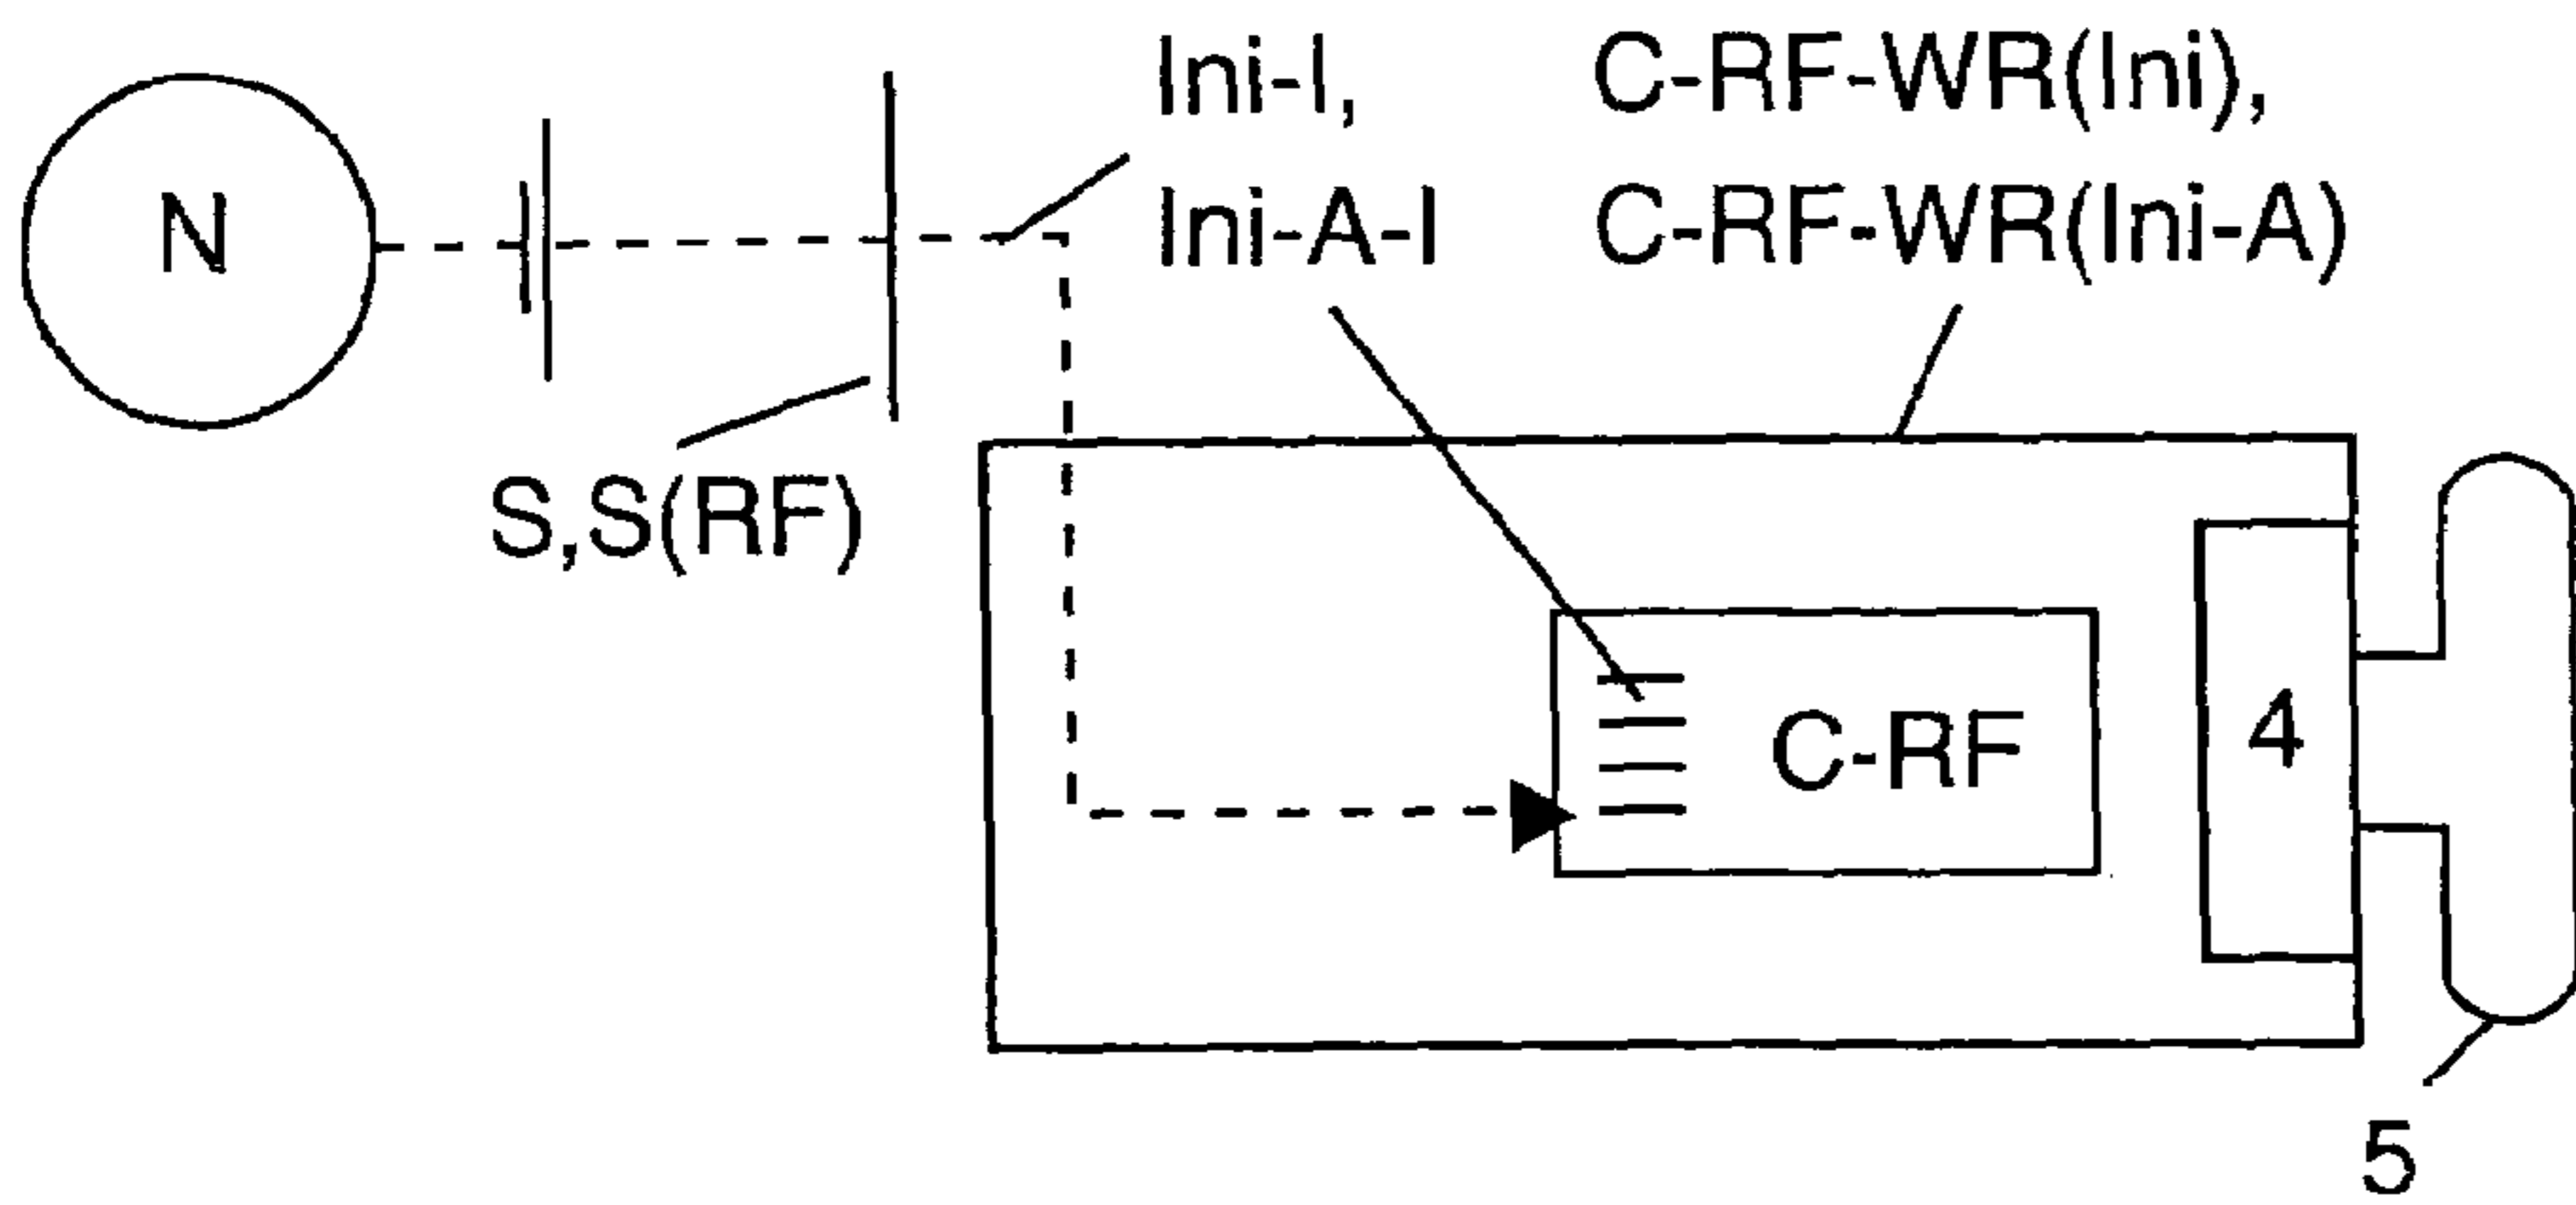 N
Ini-I,
Ini-A-I
C-RF-WR(Ini),
C-RF-WR(Ini-A)
S,S(RF)
C-RF
4
5